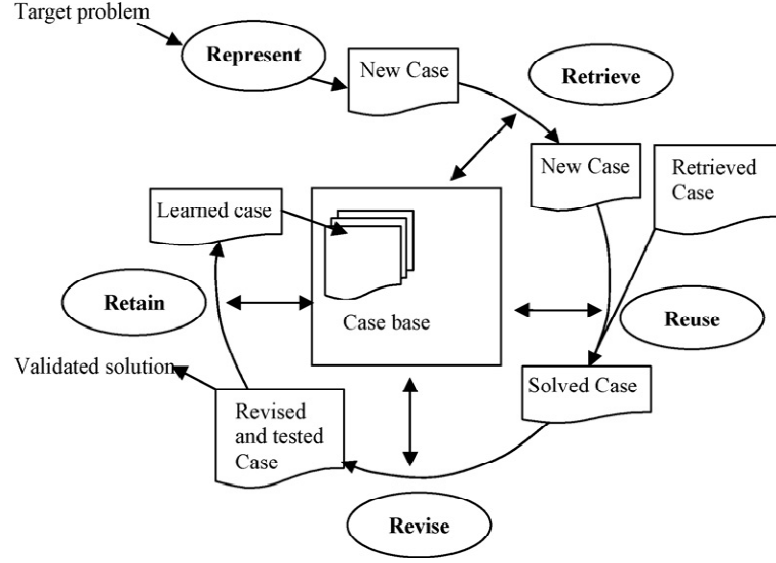 Target problem
Represent
New Case
Retrieve
New Case
Retrieved
Case
Learned case
Case base
Retain
Reuse
Validated solution
Solved Case
Revised
and tested
Case
Revise